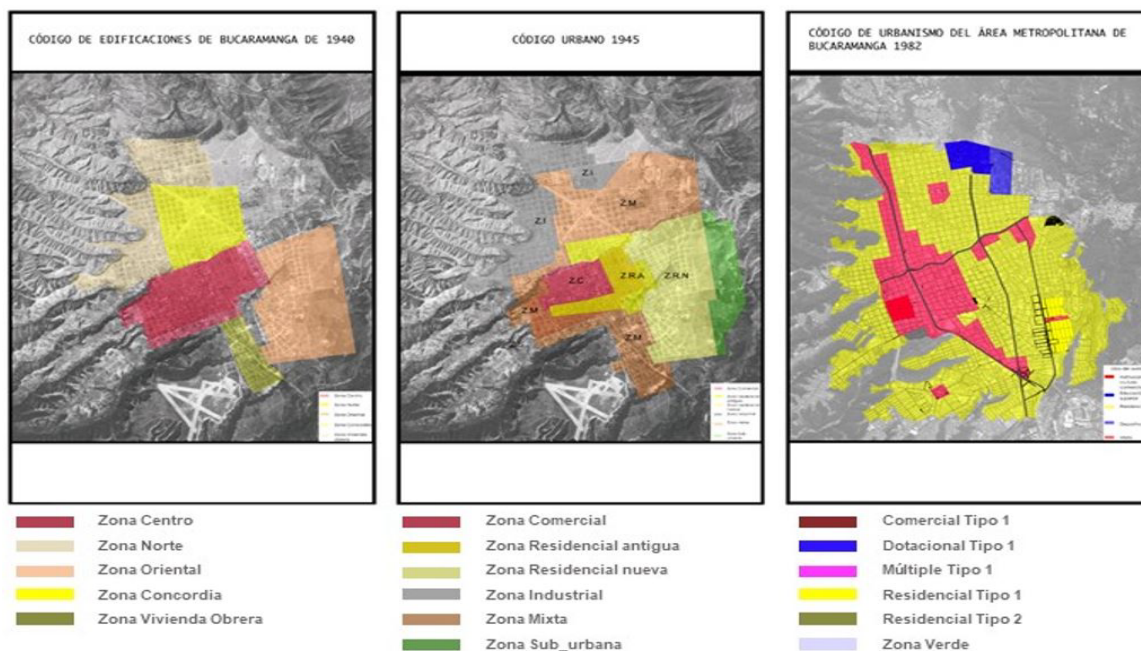 CÓDIGO DE EDIFICACIONES DE BUCARAMANGA DE 1940
Zona Centro
Zona Norte
Zona Oriental
Zona Concordia
Zona Vivienda Obrera
CÓDIGO URBANO 1945
Z.I
Z.M
Z.I
Z.C
Z.R.A
Z.R.N
Z.M
Z.M
Zona Comercial
Zona Residencial antigua
Zona Residencial nueva
Zona Industrial
Zona Mixta
Zona Sub_urbana
CÓDIGO DE URBANISMO DEL ÁREA METROPOLITANA DE
BUCARAMANGA 1982
Comercial Tipo 1
Dotacional Tipo 1
Múltiple Tipo 1
Residencial Tipo 1
Residencial Tipo 2
Zona Verde